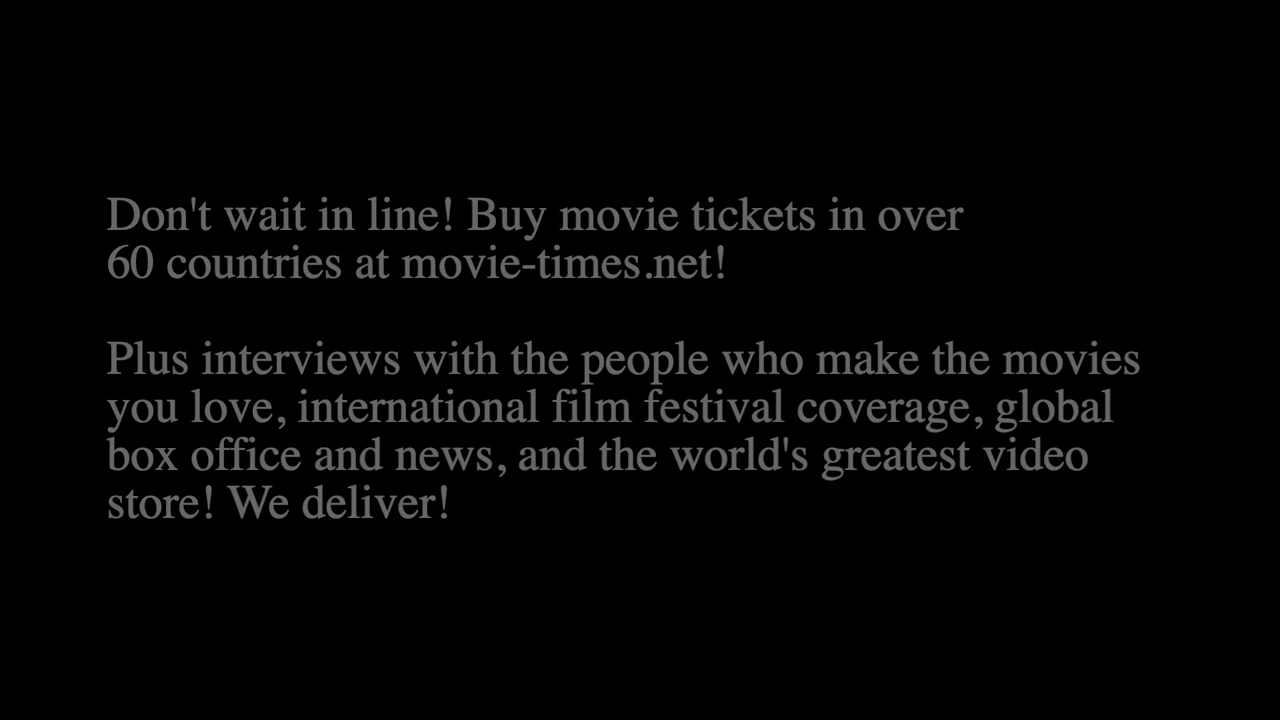 Don't wait in line! Buy movie tickets in over
60 countries at movie-times.net!
Plus interviews with the people who make the movies
you love, international film festival coverage, global
box office and news, and the world's greatest video
store! We deliver!